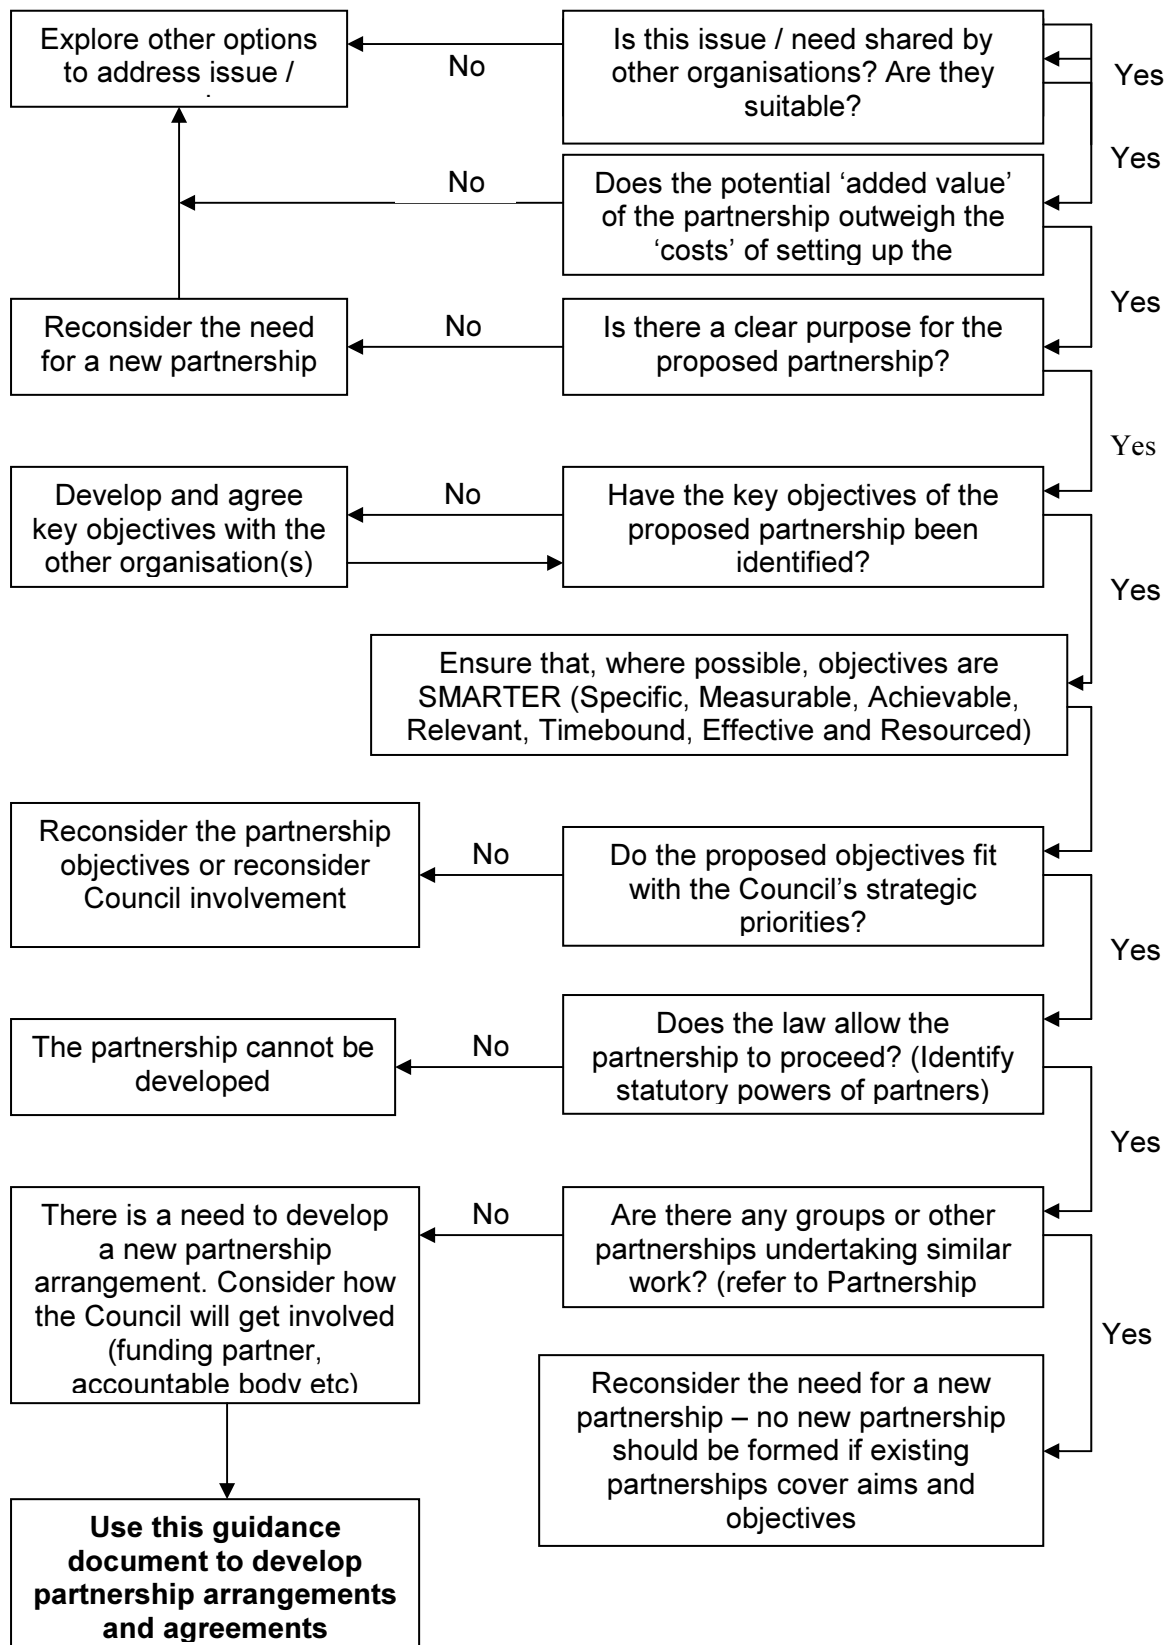 Explore other options
to address issue /
No
Is this issue / need shared by
other organisations? Are they
suitable?
Yes
Yes
No
Does the potential ‘added value’
of the partnership outweigh the
‘costs’ of setting up the
Yes
Reconsider the need
for a new partnership
No
Is there a clear purpose for the
proposed partnership?
Yes
Develop and agree
key objectives with the
other organisation(s)
No
Have the key objectives of the
proposed partnership been
identified?
Yes
Ensure that, where possible, objectives are
SMARTER (Specific, Measurable, Achievable,
Relevant, Timebound, Effective and Resourced)
Reconsider the partnership
objectives or reconsider
Council involvement
No
Do the proposed objectives fit
with the Council’s strategic
priorities?
Yes
The partnership cannot be
developed
No
Does the law allow the
partnership to proceed? (Identify
statutory powers of partners)
Yes
There is a need to develop
a new partnership
arrangement. Consider how
the Council will get involved
(funding partner,
accountable body etc)
No
Are there any groups or other
partnerships undertaking similar
work? (refer to Partnership
Yes
Reconsider the need for a new
partnership – no new partnership
should be formed if existing
partnerships cover aims and
objectives
Use this guidance
document to develop
partnership arrangements
and agreements